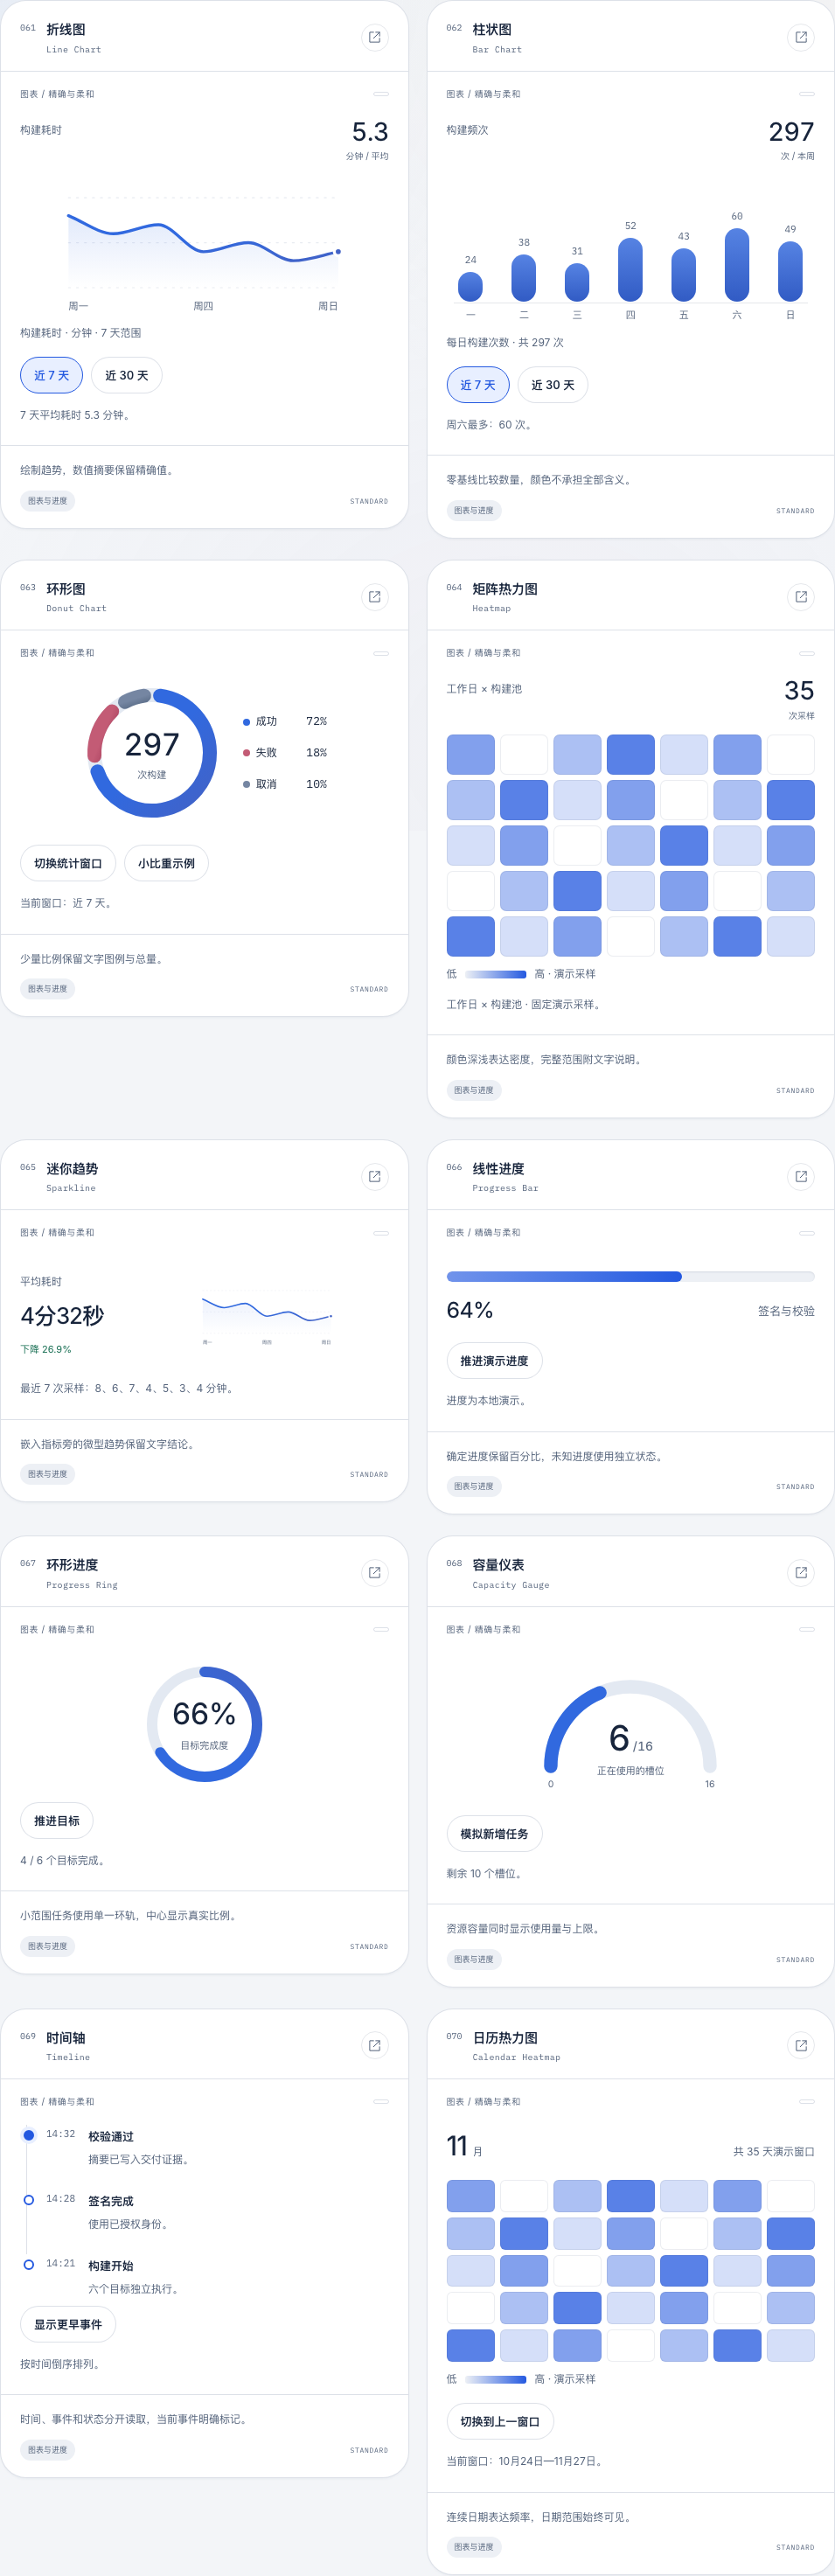 061 折线图
Line Chart
图表 / 精确与柔和
构建耗时
5.3
分钟 / 平均
周一 周四 周日
构建耗时 · 分钟 · 7 天范围
近 7 天 近 30 天
7 天平均耗时 5.3 分钟。
绘制趋势，数值摘要保留精确值。
图表与进度 STANDARD
062 柱状图
Bar Chart
图表 / 精确与柔和
构建频次
297
次 / 本周
24 38 31 52 43 60 49
一 二 三 四 五 六 日
每日构建次数 · 共 297 次
近 7 天 近 30 天
周六最多：60 次。
零基线比较数量，颜色不承担全部含义。
图表与进度 STANDARD
063 环形图
Donut Chart
图表 / 精确与柔和
297
次构建
成功 72%
失败 18%
取消 10%
切换统计窗口 小比重示例
当前窗口：近 7 天。
少量比例保留文字图例与总量。
图表与进度 STANDARD
064 矩阵热力图
Heatmap
图表 / 精确与柔和
工作日 × 构建池
35
次采样
低 高 · 演示采样
工作日 × 构建池 · 固定演示采样。
颜色深浅表达密度，完整范围附文字说明。
图表与进度 STANDARD
065 迷你趋势
Sparkline
图表 / 精确与柔和
平均耗时
4分32秒
下降 26.9%
周一 周四 周日
最近 7 次采样：8、6、7、4、5、3、4 分钟。
嵌入指标旁的微型趋势保留文字结论。
图表与进度 STANDARD
066 线性进度
Progress Bar
图表 / 精确与柔和
64% 签名与校验
推进演示进度
进度为本地演示。
确定进度保留百分比，未知进度使用独立状态。
图表与进度 STANDARD
067 环形进度
Progress Ring
图表 / 精确与柔和
66%
目标完成度
推进目标
4 / 6 个目标完成。
小范围任务使用单一环轨，中心显示真实比例。
图表与进度 STANDARD
068 容量仪表
Capacity Gauge
图表 / 精确与柔和
6 /16
正在使用的槽位
0 16
模拟新增任务
剩余 10 个槽位。
资源容量同时显示使用量与上限。
图表与进度 STANDARD
069 时间轴
Timeline
图表 / 精确与柔和
14:32 校验通过
摘要已写入交付证据。
14:28 签名完成
使用已授权身份。
14:21 构建开始
六个目标独立执行。
显示更早事件
按时间倒序排列。
时间、事件和状态分开读取，当前事件明确标记。
图表与进度 STANDARD
070 日历热力图
Calendar Heatmap
图表 / 精确与柔和
11 月 共 35 天演示窗口
低 高 · 演示采样
切换到上一窗口
当前窗口：10月24日—11月27日。
连续日期表达频率，日期范围始终可见。
图表与进度 STANDARD